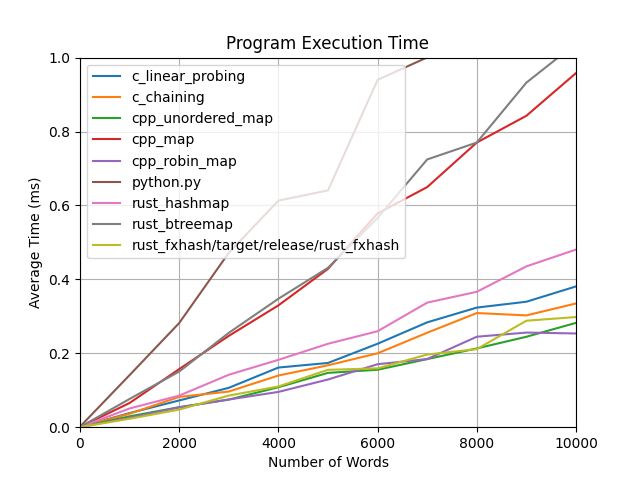 Program Execution Time
1.0
0.8
0.6
0.4
0.2
0.0
Average Time (ms)
c_linear_probing
c_chaining
cpp_unordered_map
cpp_map
cpp_robin_map
python.py
rust_hashmap
rust_btreemap
rust_fxhash/target/release/rust_fxhash
0 2000 4000 6000 8000 10000
Number of Words